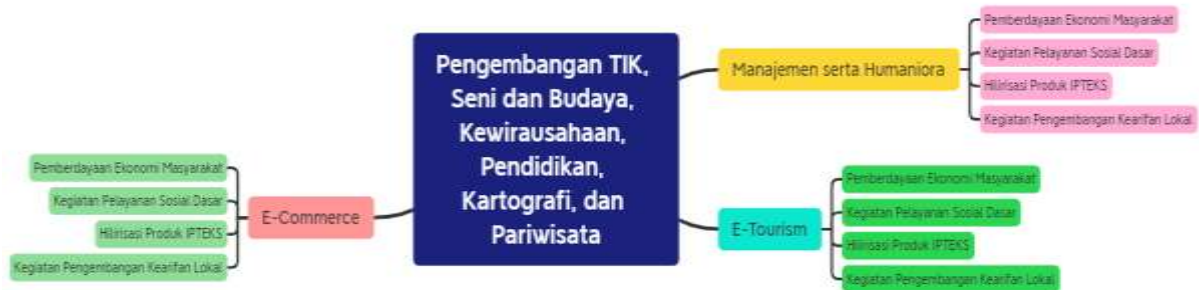 Pengembangan TIK,
Seni dan Budaya,
Kewirausahaan,
Pendidikan,
Kartografi, dan
Pariwisata
Manajemen serta Humaniora
Pemberdayaan Ekonomi Masyarakat
Kegiatan Pelayanan Sosial Dasar
Hilirisasi Produk IPTEKS
Kegiatan Pengembangan Kearifan Lokal
E-Tourism
Pemberdayaan Ekonomi Masyarakat
Kegiatan Pelayanan Sosial Dasar
Hilirisasi Produk IPTEKS
Kegiatan Pengembangan Kearifan Lokal
E-Commerce
Pemberdayaan Ekonomi Masyarakat
Kegiatan Pelayanan Sosial Dasar
Hilirisasi Produk IPTEKS
Kegiatan Pengembangan Kearifan Lokal